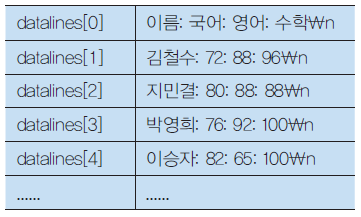 datalines[0] 이름: 국어: 영어: 수학₩n
datalines[1] 김철수: 72: 88: 96₩n
datalines[2] 지민결: 80: 88: 88₩n
datalines[3] 박영희: 76: 92: 100₩n
datalines[4] 이승자: 82: 65: 100₩n
...... ......